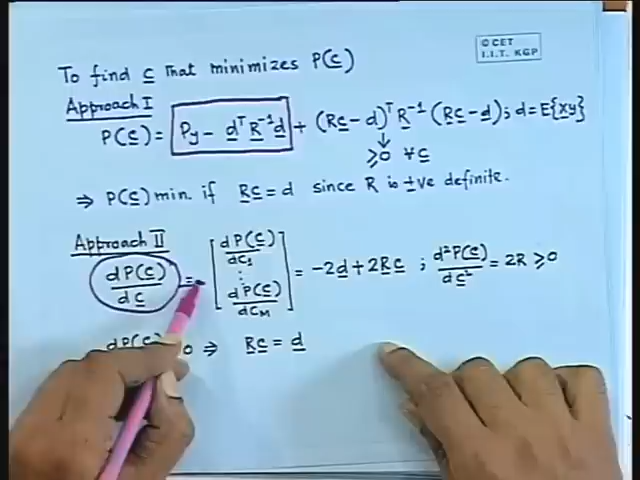 To find c that minimizes P(c)
© CET
I.I.T. KGP
Approach I
P(c) = Py - dᵀR⁻¹d + (Rc - d)ᵀR⁻¹(Rc - d); d = E{xy}
≥0 ∀c
⇒ P(c) min. if Rc = d since R is +ve definite.
Approach II
dP(c)/dc = [dP(c)/dc₁ ⋮ dP(c)/dc_M] = -2d + 2Rc ; d²P(c)/dc² = 2R ≥ 0
dP(c) 0 ⇒ Rc = d